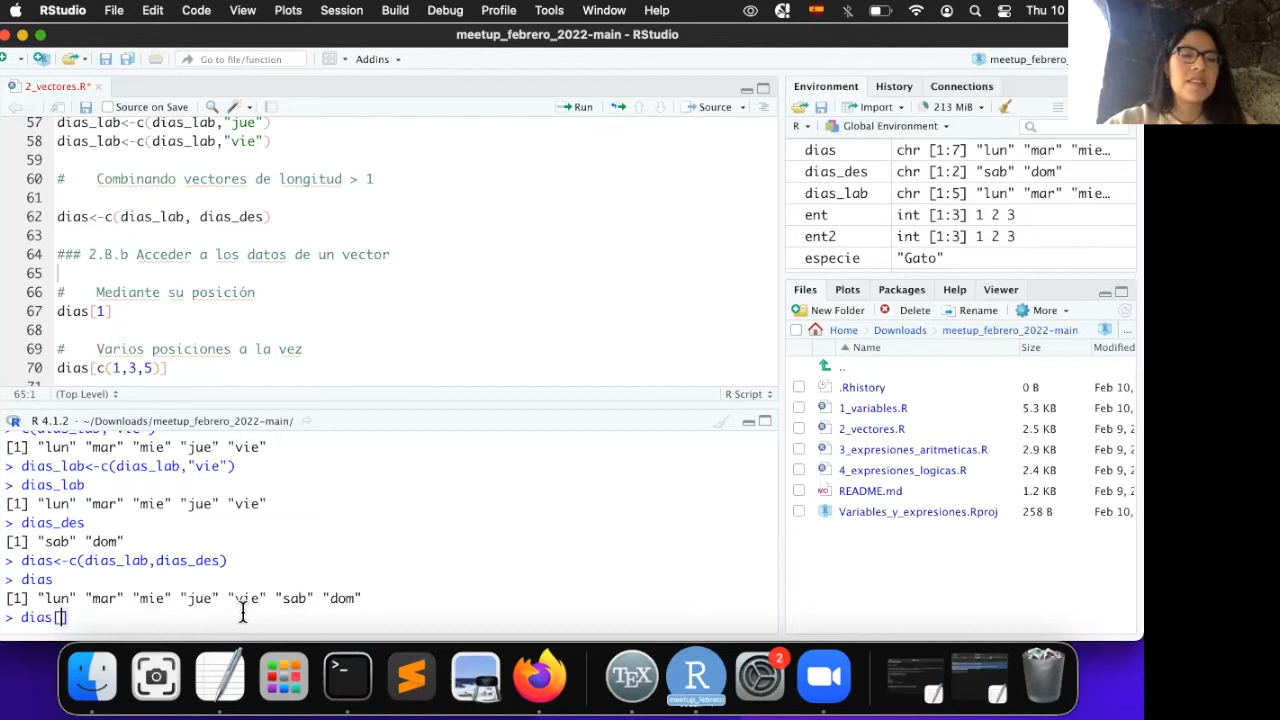 RStudio File Edit Code View Plots Session Build Debug Profile Tools Window Help Thu 10
meetup_febrero_2022-main - RStudio
Go to file/function Addins meetup_febrero_
2_vectores.R*
Source on Save Run Source
57 dias_lab<-c(dias_lab,"jue")
58 dias_lab<-c(dias_lab,"vie")
59
60 # Combinando vectores de longitud > 1
61
62 dias<-c(dias_lab, dias_des)
63
64 ### 2.B.b Acceder a los datos de un vector
65
66 # Mediante su posición
67 dias[1]
68
69 # Varios posiciones a la vez
70 dias[c(1,3,5)]
71
65:1 (Top Level) R Script
R 4.1.2 · ~/Downloads/meetup_febrero_2022-main/
> c(dias_lab,"vie")
[1] "lun" "mar" "mie" "jue" "vie"
> dias_lab<-c(dias_lab,"vie")
> dias_lab
[1] "lun" "mar" "mie" "jue" "vie"
> dias_des
[1] "sab" "dom"
> dias<-c(dias_lab,dias_des)
> dias
[1] "lun" "mar" "mie" "jue" "vie" "sab" "dom"
> dias[]
Environment History Connections
Import 213 MiB
R Global Environment
dias chr [1:7] "lun" "mar" "mie…
dias_des chr [1:2] "sab" "dom"
dias_lab chr [1:5] "lun" "mar" "mie…
ent int [1:3] 1 2 3
ent2 int [1:3] 1 2 3
especie "Gato"
Files Plots Packages Help Viewer
New Folder Delete Rename More
Home Downloads meetup_febrero_2022-main ...
Name Size Modified
..
.Rhistory 0 B Feb 10,
1_variables.R 5.3 KB Feb 10,
2_vectores.R 2.5 KB Feb 9, 2
3_expresiones_aritmeticas.R 2.9 KB Feb 9, 2
4_expresiones_logicas.R 2.4 KB Feb 9, 2
README.md 1.2 KB Feb 9, 2
Variables_y_expresiones.Rproj 258 B Feb 10,
>_ TEX R 2
meetup_febrero